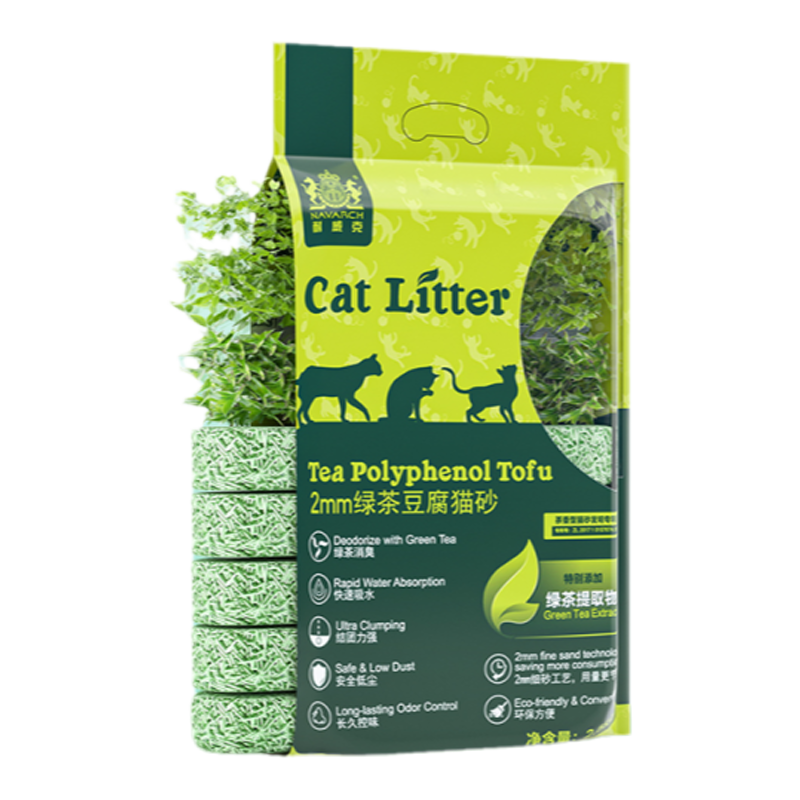 NAVARCH
耐威克
Cat Litter
Tea Polyphenol Tofu
2mm绿茶豆腐猫砂
Deodorize with Green Tea
绿茶消臭
Rapid Water Absorption
快速吸水
Ultra Clumping
结团力强
Safe & Low Dust
安全低尘
Long-lasting Odor Control
长久控味
特别添加
绿茶提取物
Green Tea Extrac
2mm fine sand technolo
saving more consumpti
2mm细砂工艺，用量更
Eco-friendly & Conven
环保方便
净含量：